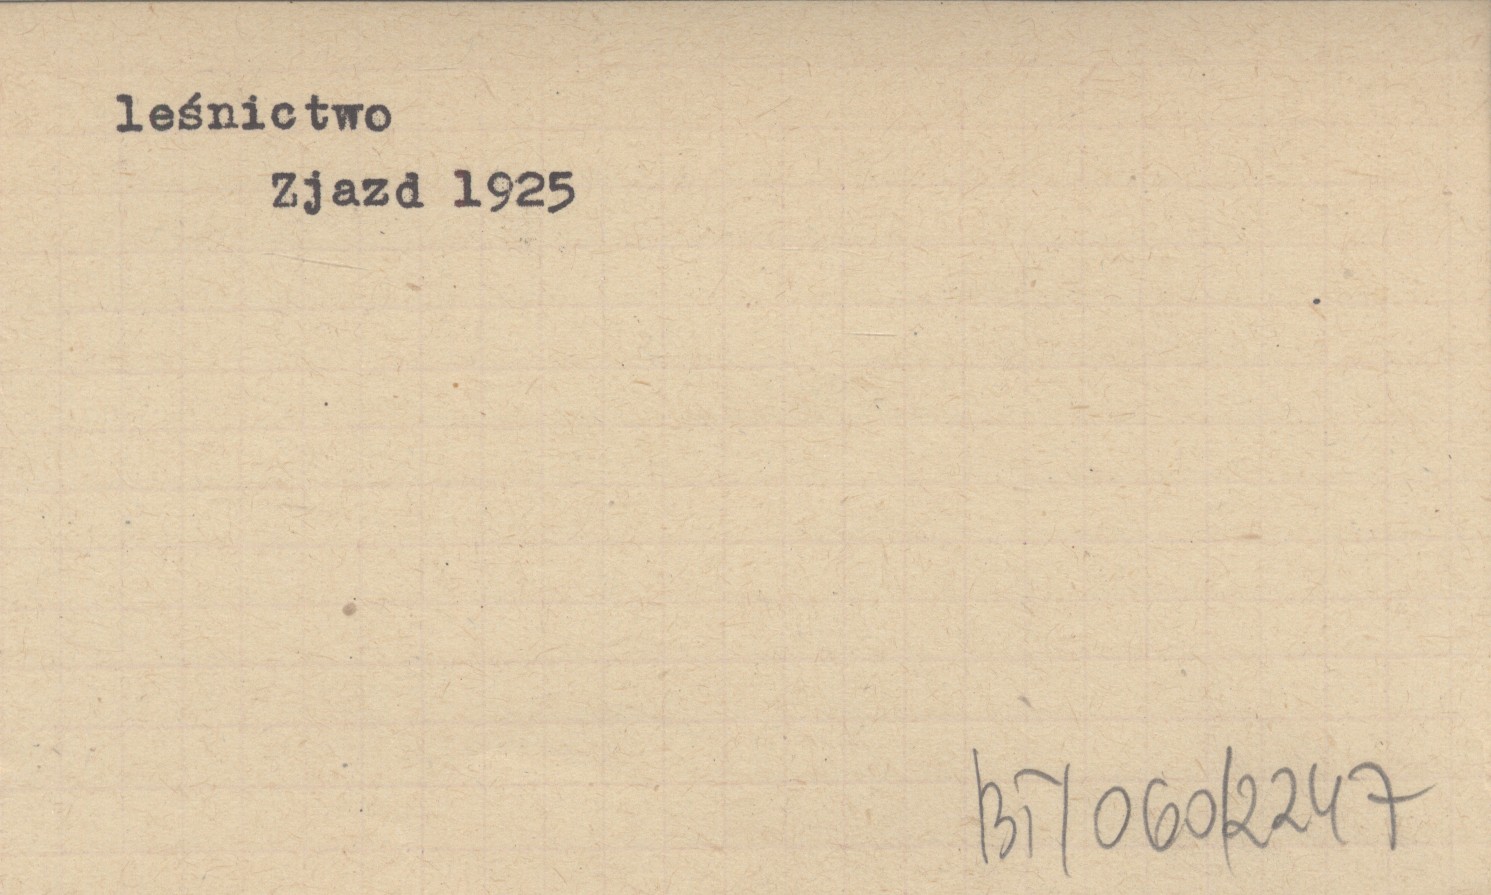 leśnictwo
Zjazd 1925
BI/060/2247